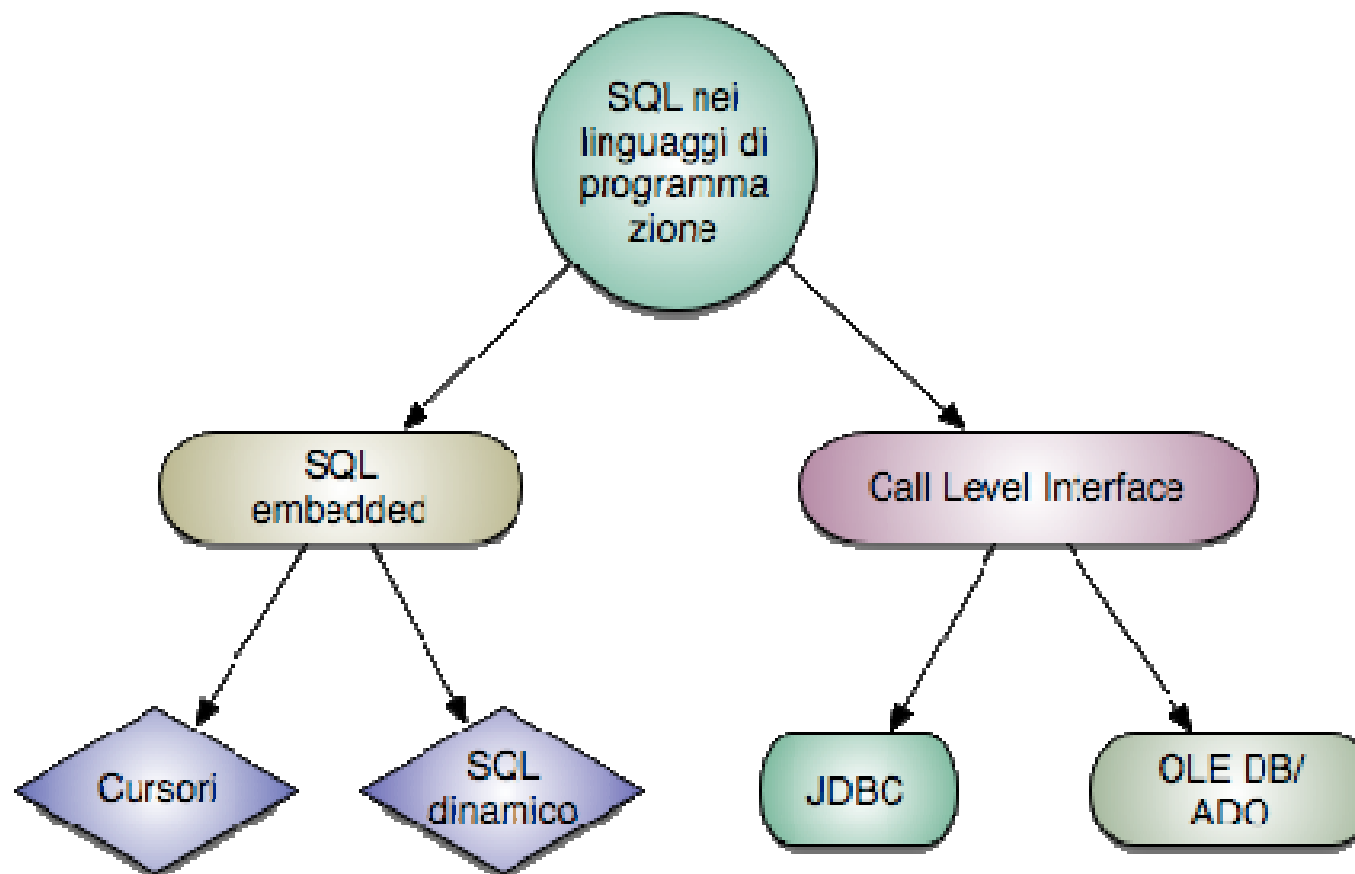 SQL nei
linguaggi di
programma
zione
SQL
embedded
Call Level Interface
Cursori
SQL
dinamico
JDBC
OLE DB/
ADO